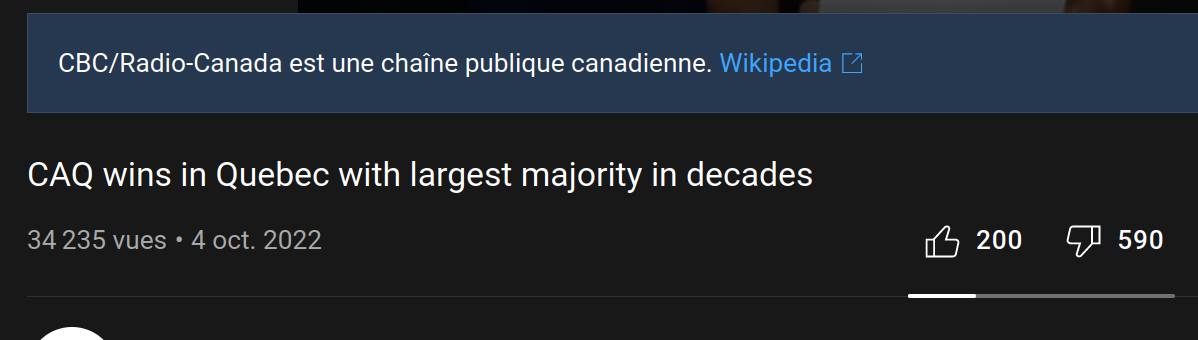 CBC/Radio-Canada est une chaîne publique canadienne. Wikipedia
CAQ wins in Quebec with largest majority in decades
34 235 vues • 4 oct. 2022
200
590